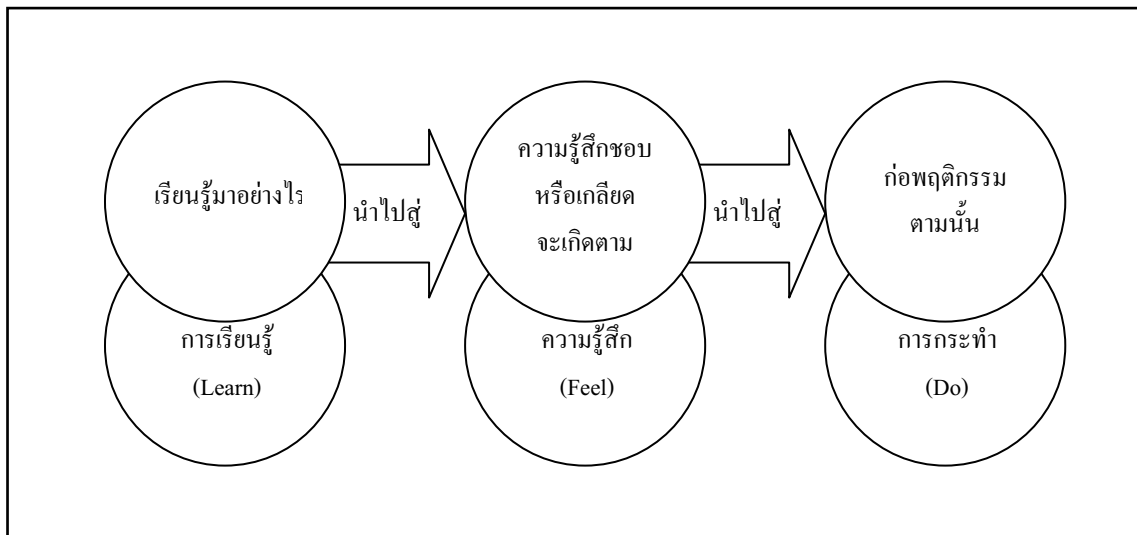 เรียนรู้มาอย่างไร
นำไปสู่
ความรู้สึกชอบ
หรือเกลียด
จะเกิดตาม
นำไปสู่
ก่อพฤติกรรม
ตามนั้น
การเรียนรู้
(Learn)
ความรู้สึก
(Feel)
การกระทำ
(Do)